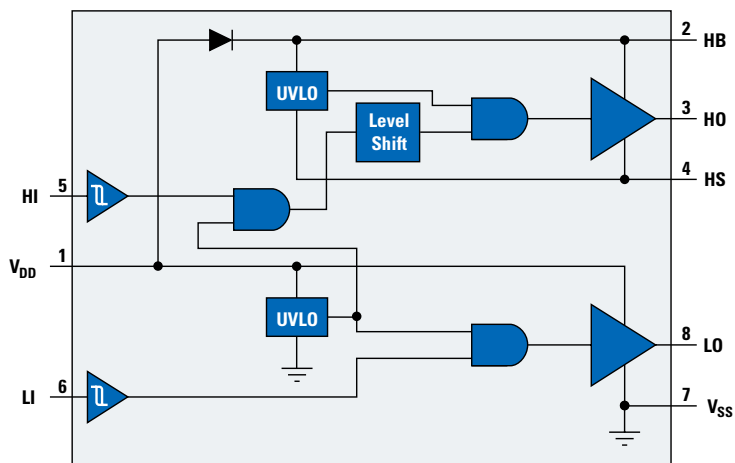 2 HB
UVLO
Level
Shift
3 HO
4 HS
HI 5
1
VDD
UVLO
8 LO
LI 6
7
VSS